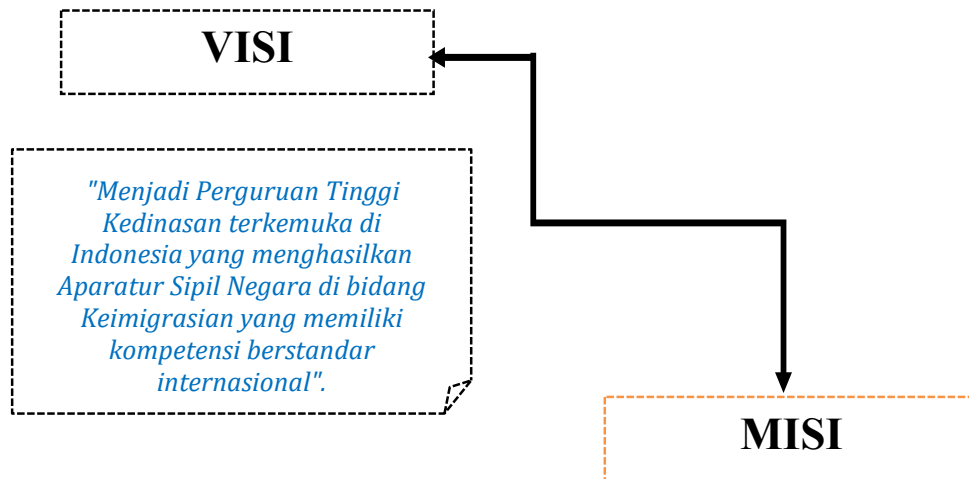 VISI
"Menjadi Perguruan Tinggi
Kedinasan terkemuka di
Indonesia yang menghasilkan
Aparatur Sipil Negara di bidang
Keimigrasian yang memiliki
kompetensi berstandar
internasional".
MISI